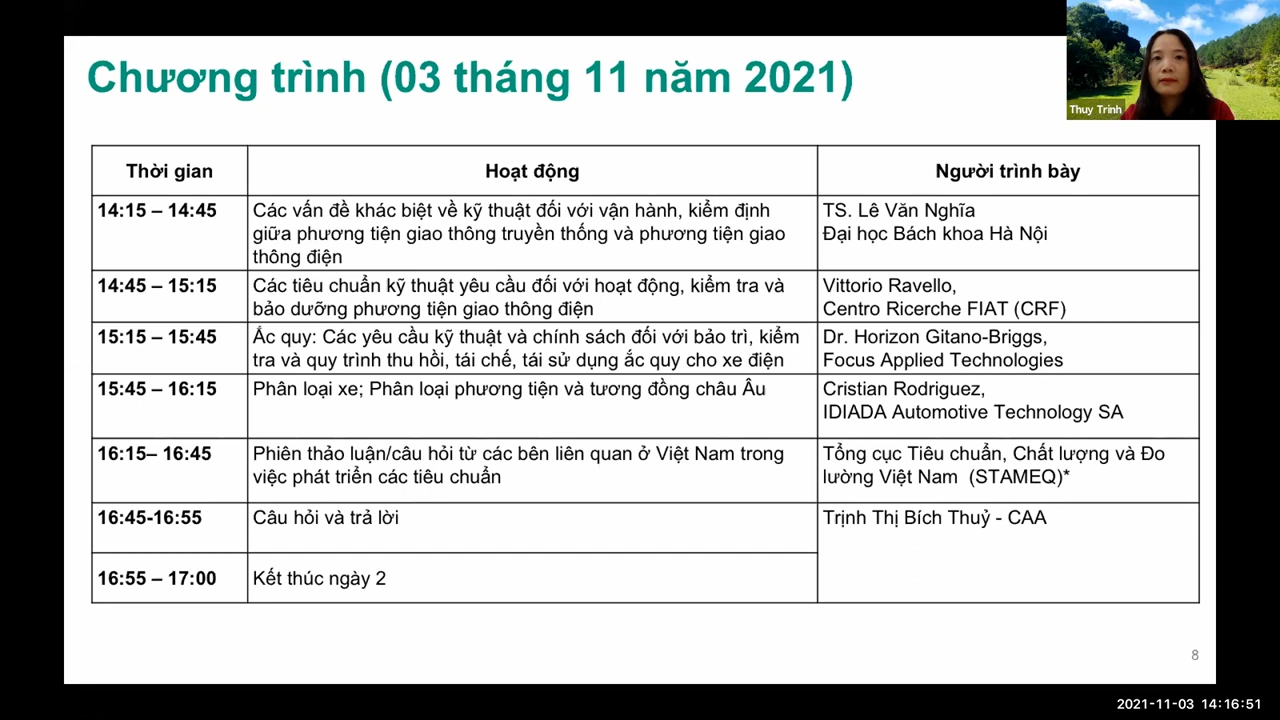 Chương trình (03 tháng 11 năm 2021)
Thuy Trinh
Thời gian
Hoạt động
Người trình bày
14:15 – 14:45
Các vấn đề khác biệt về kỹ thuật đối với vận hành, kiểm định
giữa phương tiện giao thông truyền thống và phương tiện giao
thông điện
TS. Lê Văn Nghĩa
Đại học Bách khoa Hà Nội
14:45 – 15:15
Các tiêu chuẩn kỹ thuật yêu cầu đối với hoạt động, kiểm tra và
bảo dưỡng phương tiện giao thông điện
Vittorio Ravello,
Centro Ricerche FIAT (CRF)
15:15 – 15:45
Ắc quy: Các yêu cầu kỹ thuật và chính sách đối với bảo trì, kiểm
tra và quy trình thu hồi, tái chế, tái sử dụng ắc quy cho xe điện
Dr. Horizon Gitano-Briggs,
Focus Applied Technologies
15:45 – 16:15
Phân loại xe; Phân loại phương tiện và tương đồng châu Âu
Cristian Rodriguez,
IDIADA Automotive Technology SA
16:15– 16:45
Phiên thảo luận/câu hỏi từ các bên liên quan ở Việt Nam trong
việc phát triển các tiêu chuẩn
Tổng cục Tiêu chuẩn, Chất lượng và Đo
lường Việt Nam (STAMEQ)*
16:45-16:55
Câu hỏi và trả lời
Trịnh Thị Bích Thuỷ - CAA
16:55 – 17:00
Kết thúc ngày 2
8
2021-11-03 14:16:51